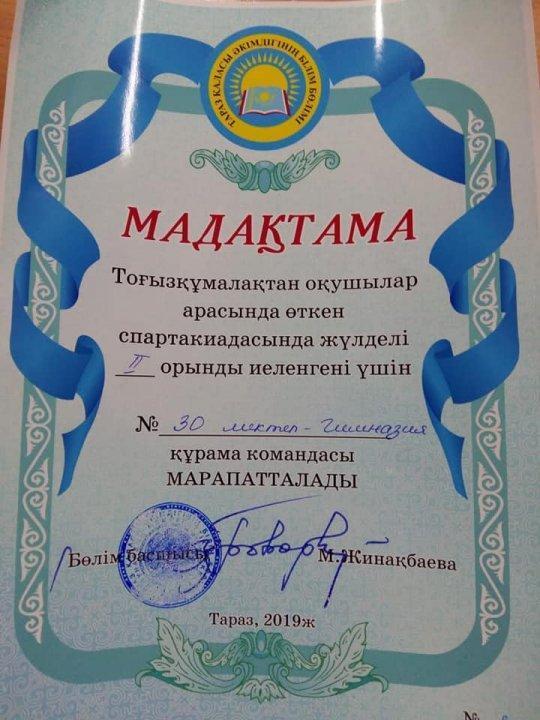 ТАРАЗ ҚАЛАСЫ ӘКІМДІГІНІҢ БІЛІМ БӨЛІМІ
МАДАҚТАМА
Тоғызқұмалақтан оқушылар
арасында өткен
спартакиадасында жүлделі
II орынды иеленгені үшін
№ 30 мектеп-гимназия
құрама командасы
МАРАПАТТАЛАДЫ
Бөлім басшысы М.Жинақбаева
Тараз, 2019ж
№